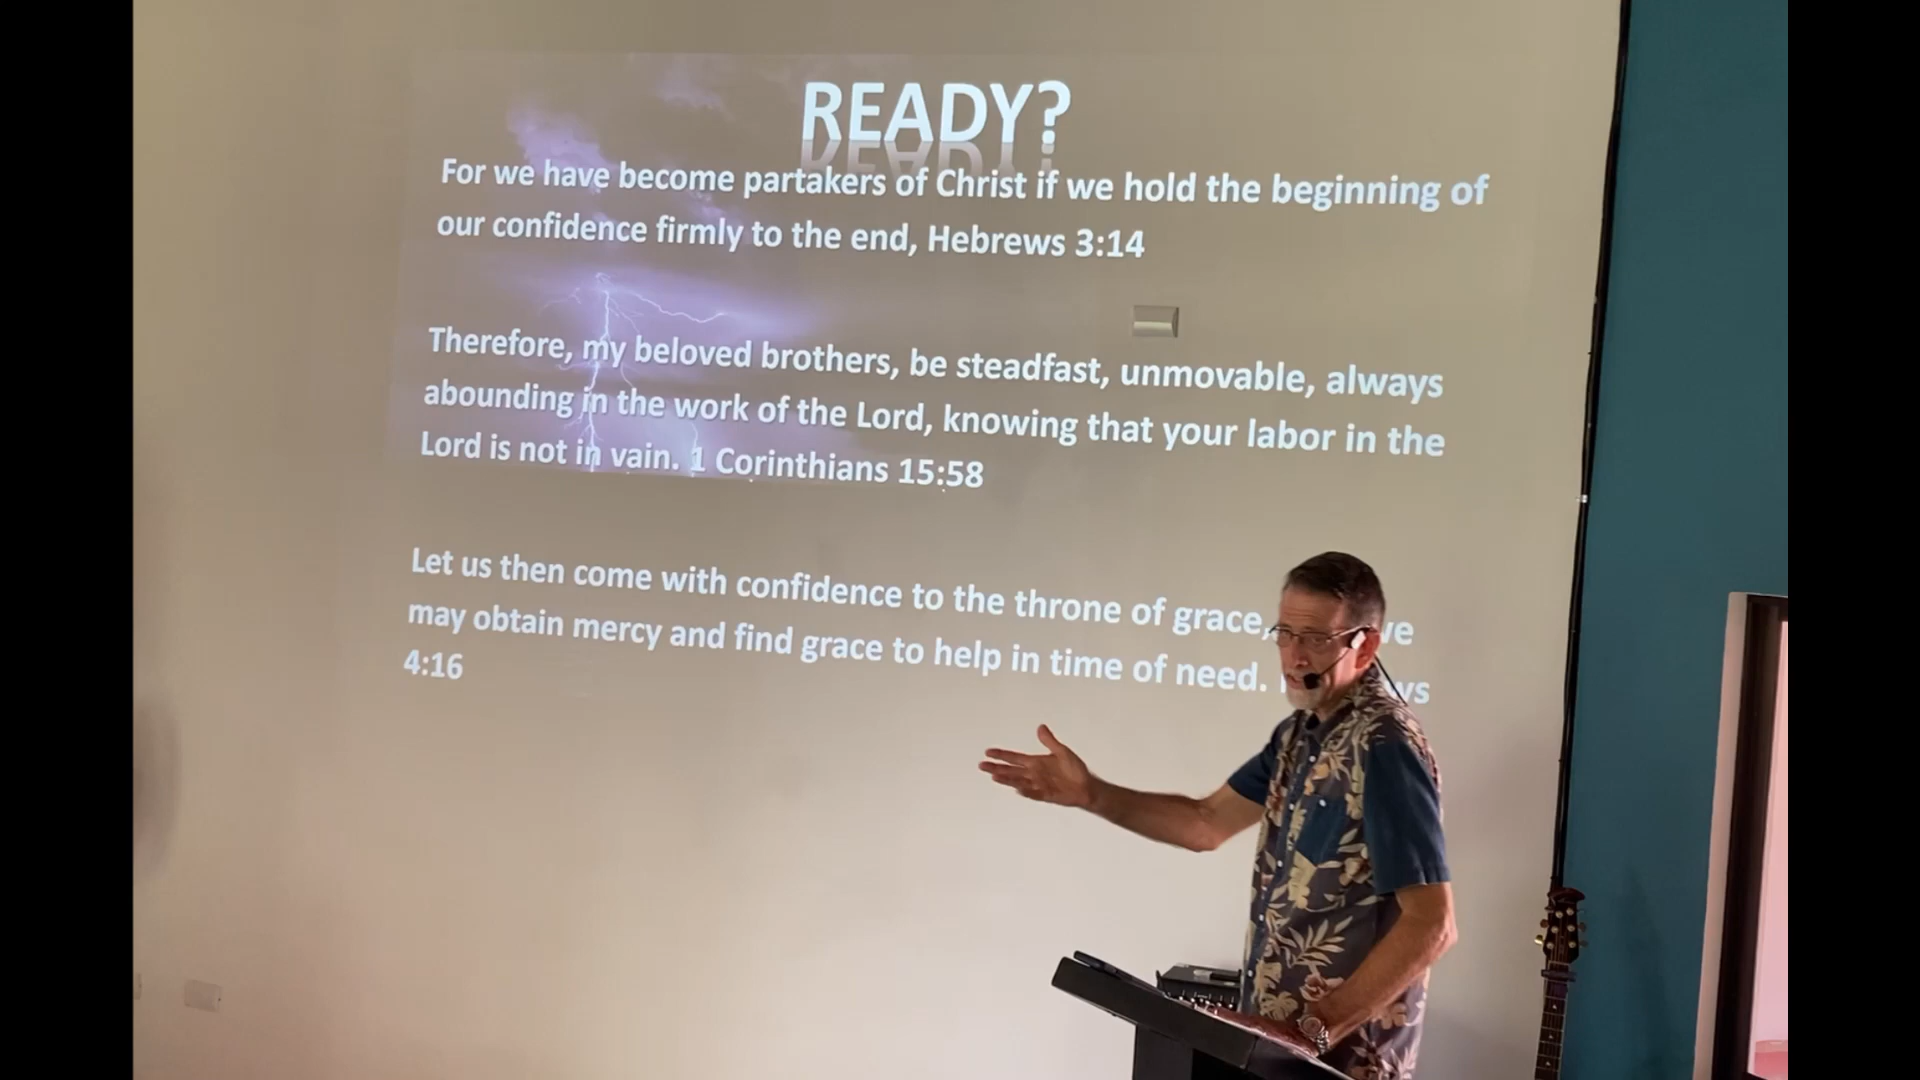 READY?
For we have become partakers of Christ if we hold the beginning of
our confidence firmly to the end, Hebrews 3:14
Therefore, my beloved brothers, be steadfast, unmovable, always
abounding in the work of the Lord, knowing that your labor in the
Lord is not in vain. 1 Corinthians 15:58
Let us then come with confidence to the throne of grace,
may obtain mercy and find grace to help in time of need.
4:16